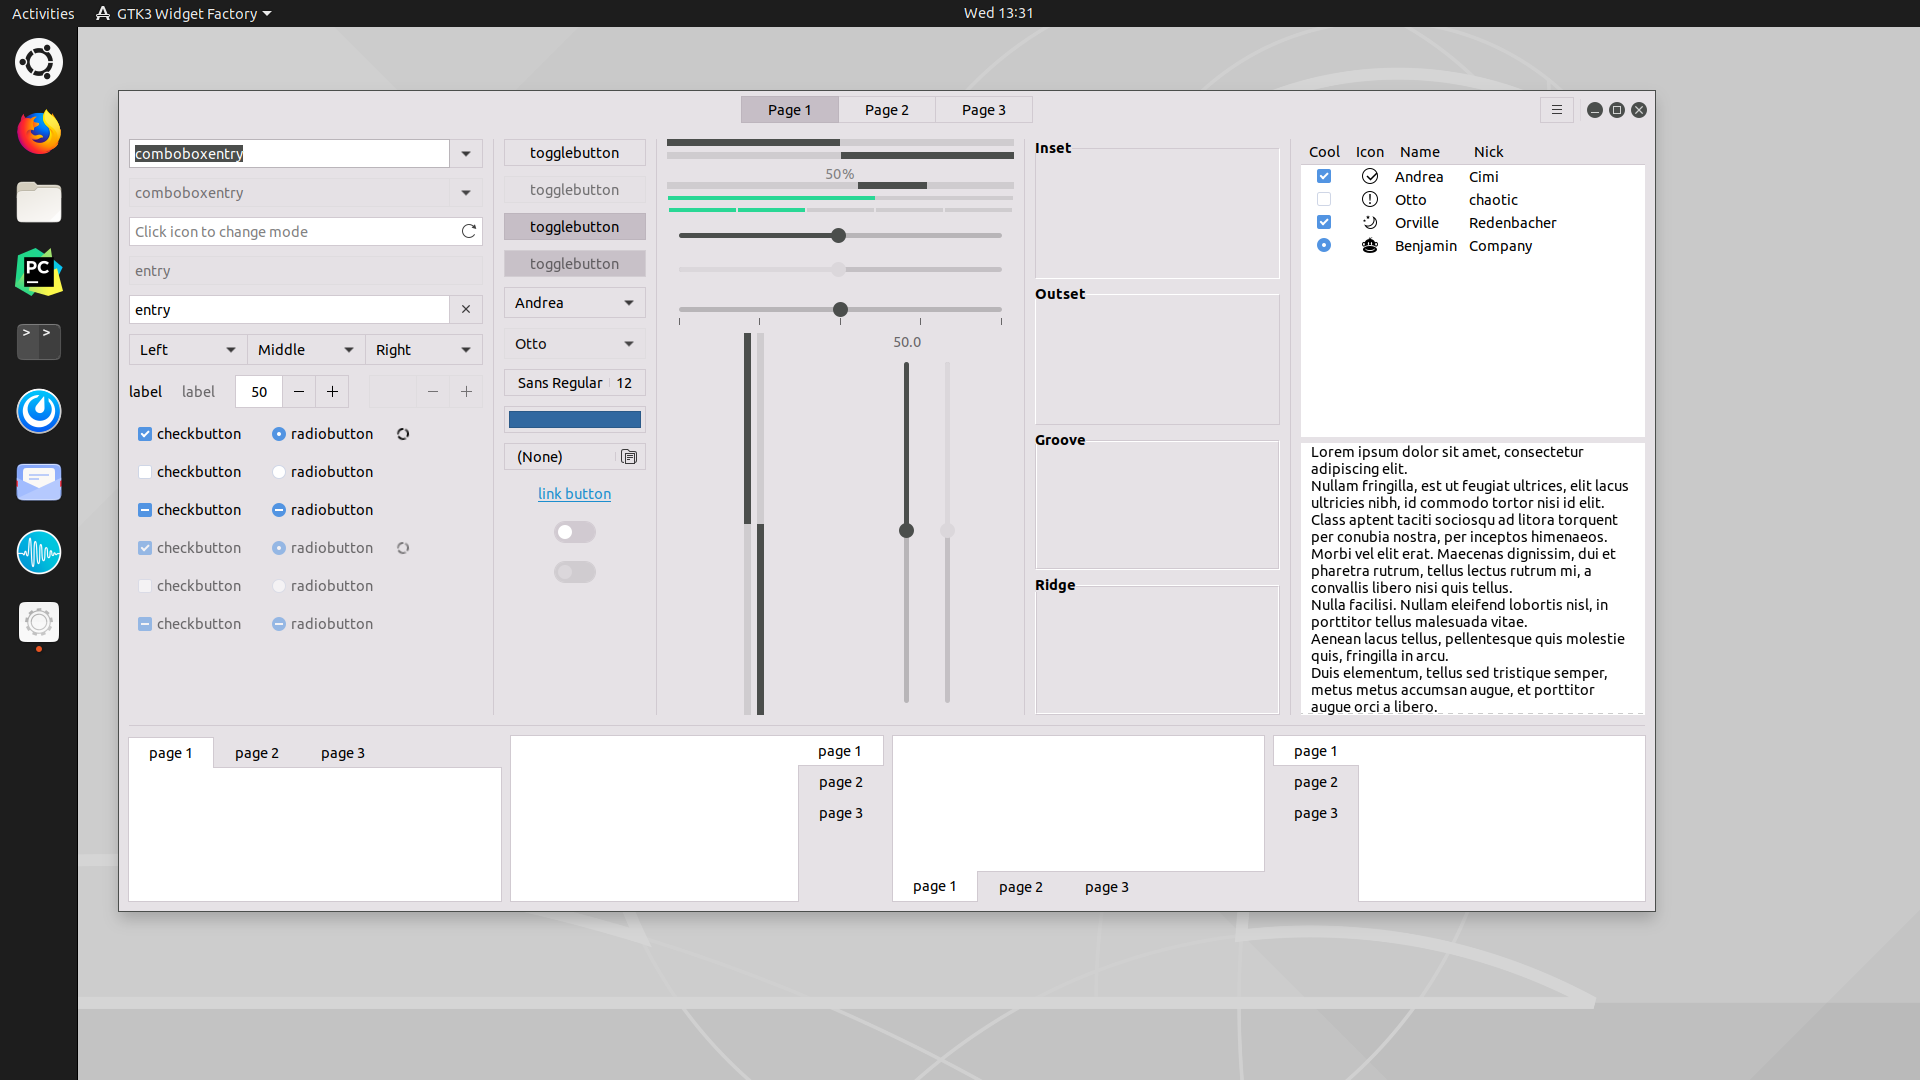 Activities
GTK3 Widget Factory
Wed 13:31
Page 1
Page 2
Page 3
comboboxentry
comboboxentry
Click icon to change mode
entry
entry
Left
Middle
Right
label
label
50
checkbutton
radiobutton
checkbutton
radiobutton
checkbutton
radiobutton
checkbutton
radiobutton
checkbutton
radiobutton
checkbutton
radiobutton
togglebutton
togglebutton
togglebutton
togglebutton
Andrea
Otto
Sans Regular
12
(None)
link button
50%
50.0
Inset
Outset
Groove
Ridge
Cool Icon Name Nick
Andrea Cimi
Otto chaotic
Orville Redenbacher
Benjamin Company
Lorem ipsum dolor sit amet, consectetur
adipiscing elit.
Nullam fringilla, est ut feugiat ultrices, elit lacus
ultricies nibh, id commodo tortor nisi id elit.
Class aptent taciti sociosqu ad litora torquent
per conubia nostra, per inceptos himenaeos.
Morbi vel elit erat. Maecenas dignissim, dui et
pharetra rutrum, tellus lectus rutrum mi, a
convallis libero nisi quis tellus.
Nulla facilisi. Nullam eleifend lobortis nisl, in
porttitor tellus malesuada vitae.
Aenean lacus tellus, pellentesque quis molestie
quis, fringilla in arcu.
Duis elementum, tellus sed tristique semper,
metus metus accumsan augue, et porttitor
augue orci a libero.
page 1
page 2
page 3
page 1
page 2
page 3
page 1
page 2
page 3
page 1
page 2
page 3
PC